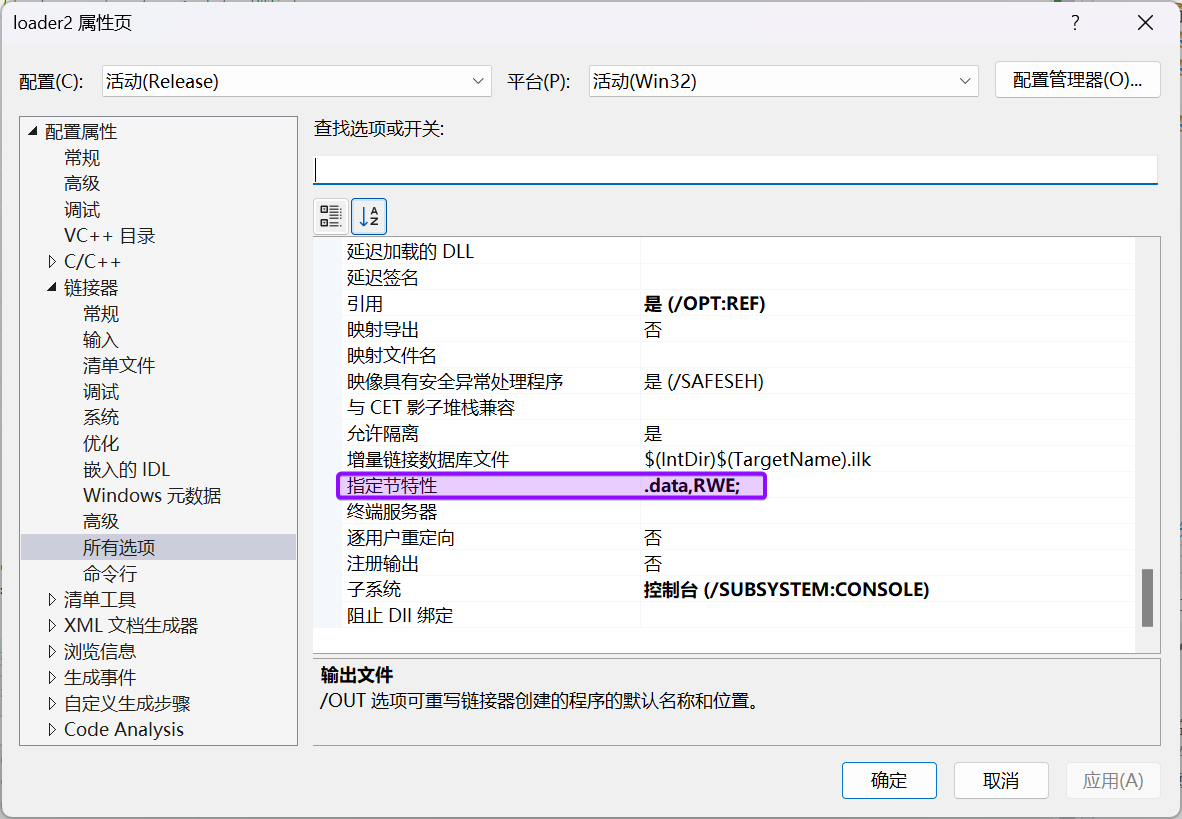 loader2 属性页
?
配置(C):
活动(Release)
平台(P):
活动(Win32)
配置管理器(O)...
配置属性
常规
高级
调试
VC++ 目录
C/C++
链接器
常规
输入
清单文件
调试
系统
优化
嵌入的 IDL
Windows 元数据
高级
所有选项
命令行
清单工具
XML 文档生成器
浏览信息
生成事件
自定义生成步骤
Code Analysis
查找选项或开关:
延迟加载的 DLL
延迟签名
引用 是 (/OPT:REF)
映射导出 否
映射文件名
映像具有安全异常处理程序 是 (/SAFESEH)
与 CET 影子堆栈兼容
允许隔离 是
增量链接数据库文件 $(IntDir)$(TargetName).ilk
指定节特性 .data,RWE;
终端服务器
逐用户重定向 否
注册输出 否
子系统 控制台 (/SUBSYSTEM:CONSOLE)
阻止 Dll 绑定
输出文件
/OUT 选项可重写链接器创建的程序的默认名称和位置。
确定
取消
应用(A)